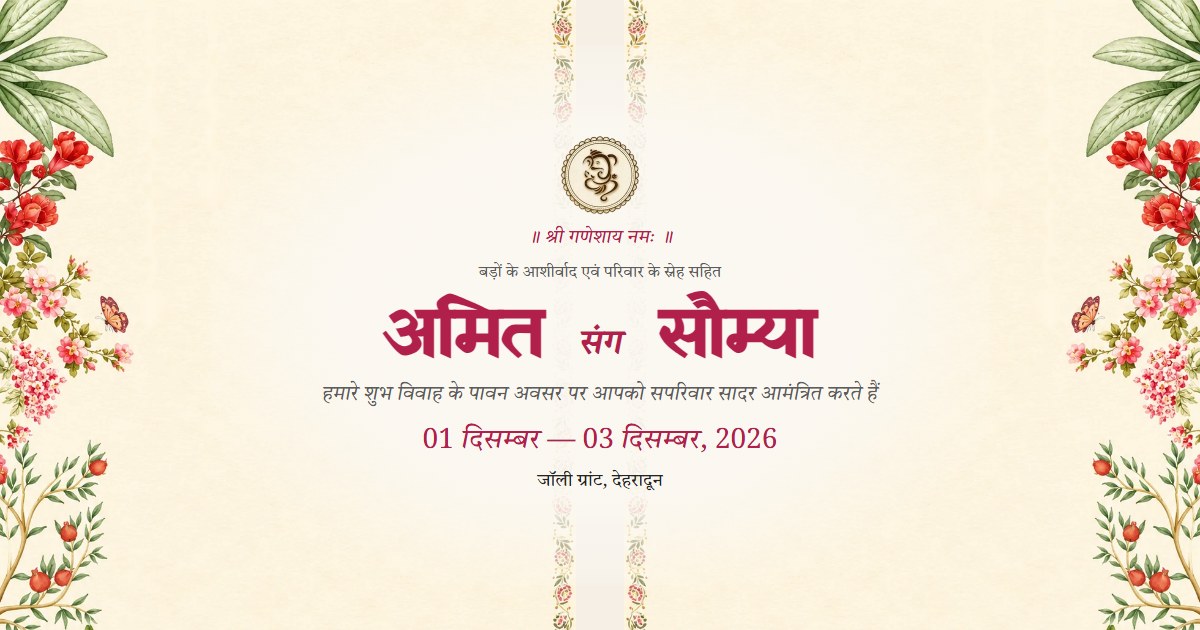 ॥ श्री गणेशाय नमः ॥
बड़ों के आशीर्वाद एवं परिवार के स्नेह सहित
अमित संग सौम्या
हमारे शुभ विवाह के पावन अवसर पर आपको सपरिवार सादर आमंत्रित करते हैं
01 दिसम्बर — 03 दिसम्बर, 2026
जॉली ग्रांट, देहरादून